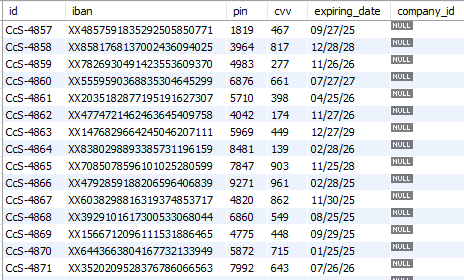 id iban pin cvv expiring_date company_id
CcS-4857 XX4857591835292505850771 1819 467 09/27/25 NULL
CcS-4858 XX8581768137002436094025 3964 817 12/28/28 NULL
CcS-4859 XX7826930491423553609370 4983 277 11/26/26 NULL
CcS-4860 XX5559590368835304645299 6876 661 07/27/27 NULL
CcS-4861 XX2035182877195191627307 5710 398 04/25/26 NULL
CcS-4862 XX4774721462463645409758 4042 174 11/27/26 NULL
CcS-4863 XX1476829664245046207111 5969 449 12/27/29 NULL
CcS-4864 XX8380298893385731196159 8481 139 02/28/26 NULL
CcS-4865 XX7085078596101025280599 7847 903 11/25/28 NULL
CcS-4866 XX4792859188206596406839 9271 961 02/28/25 NULL
CcS-4867 XX6038298816319374853717 4820 862 11/30/25 NULL
CcS-4868 XX3929101617300533068044 6860 549 08/25/25 NULL
CcS-4869 XX1566712096111531886465 4775 448 09/29/25 NULL
CcS-4870 XX6443663804167732133949 5872 715 01/25/25 NULL
CcS-4871 XX3520209528376786066563 7992 643 07/26/26 NULL